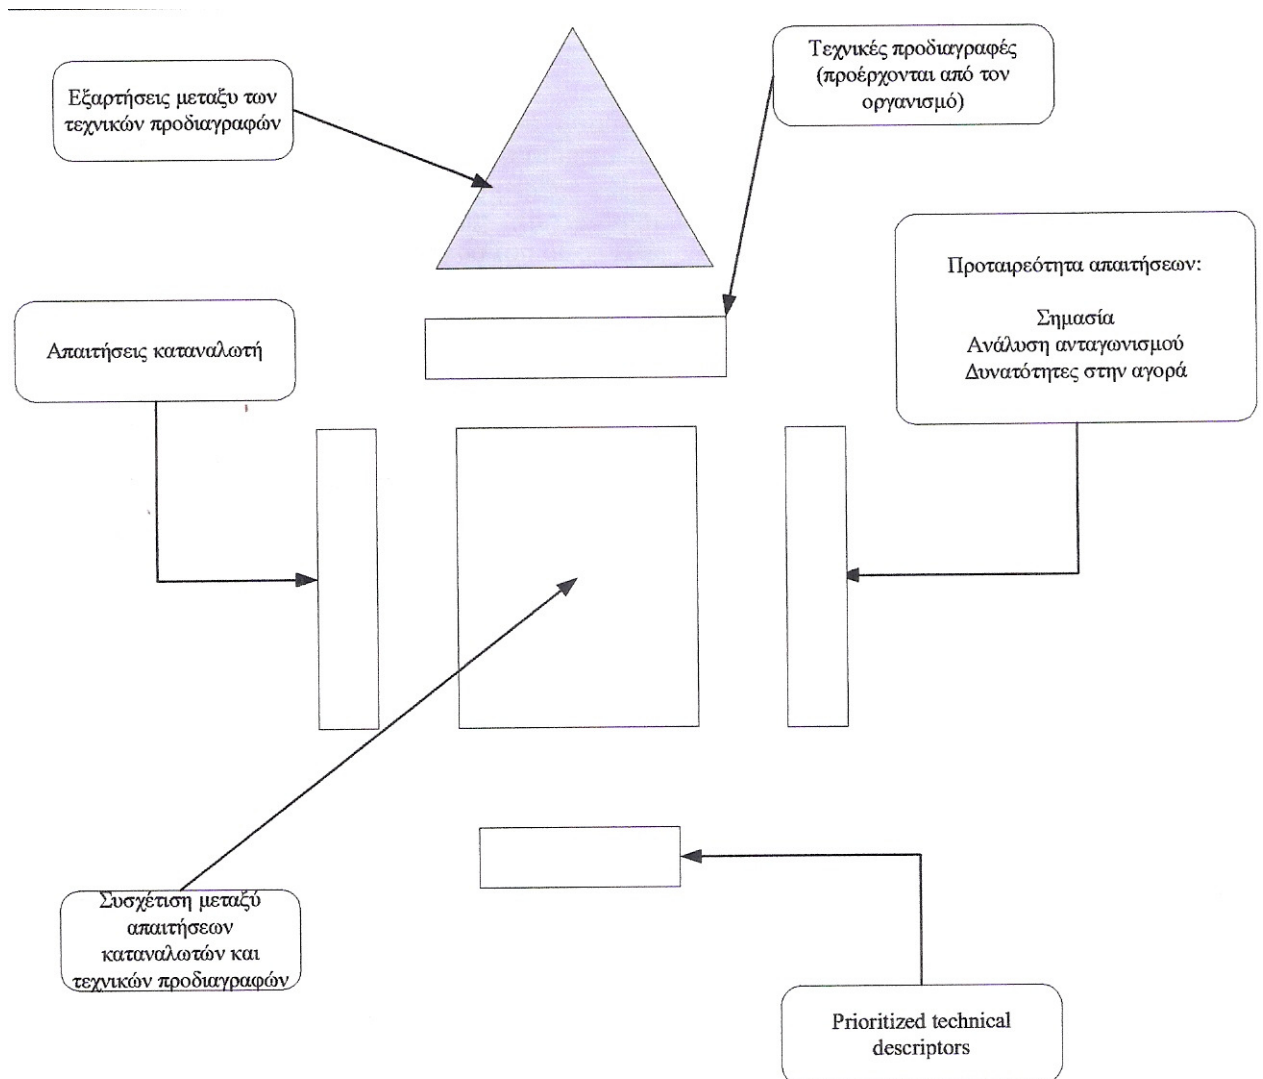 Τεχνικές προδιαγραφές
(προέρχονται από τον
οργανισμό)
Εξαρτήσεις μεταξυ των
τεχνικών προδιαγραφών
Προταιρεότητα απαιτήσεων:
Σημασία
Ανάλυση ανταγωνισμού
Δυνατότητες στην αγορά
Απαιτήσεις καταναλωτή
Συσχέτιση μεταξύ
απαιτήσεων
καταναλωτών και
τεχνικών προδιαγραφών
Prioritized technical
descriptors